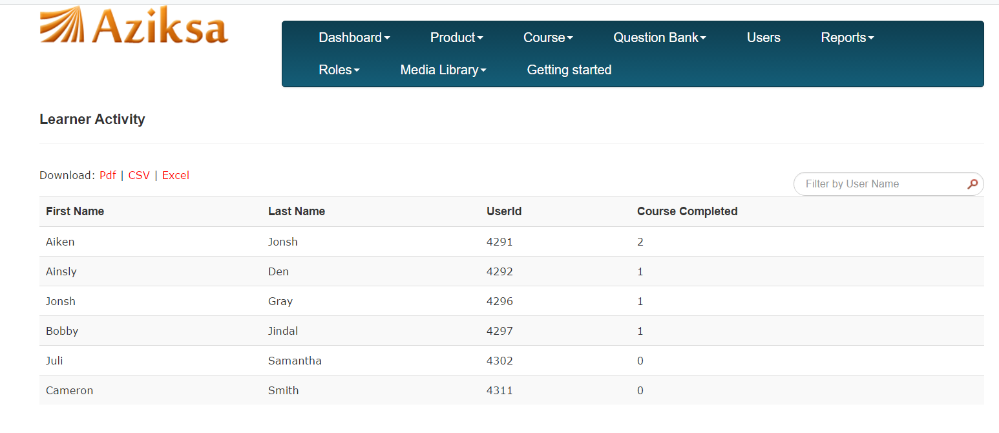 Aziksa
Dashboard Product Course Question Bank Users Reports
Roles Media Library Getting started
Learner Activity
Download: Pdf | CSV | Excel
Filter by User Name
First Name Last Name UserId Course Completed
Aiken Jonsh 4291 2
Ainsly Den 4292 1
Jonsh Gray 4296 1
Bobby Jindal 4297 1
Juli Samantha 4302 0
Cameron Smith 4311 0